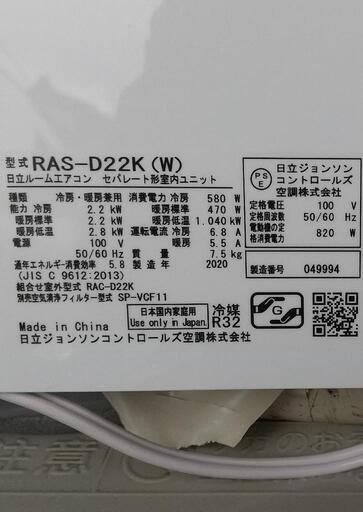 型式 RAS-D22K(W)
日立ルームエアコン セパレート形室内ユニット
種類 冷房・暖房兼用 消費電力 冷房 580 W
能力 冷房 2.2 kW 暖房標準 470 W
暖房標準 2.2 kW 暖房低温 1.040 kW
暖房低温 2.8 kW 運転電流 冷房 6.8 A
電源 100 V 暖房 5.5 A
50/60 Hz 質量 7.5 kg
通年エネルギー消費効率 5.8 製造年 2020
(JIS C 9612:2013)
組合せ室外型式 RAC-D22K
別売空気清浄フィルター型式 SP-VCF11
Made in China
日本国内家庭用
Use only in Japan.
冷媒
R32
日立ジョンソンコントロールズ空調株式会社
PSE
日立ジョンソン
コントロールズ
空調株式会社
定格電圧 100 V
定格周波数 50/60 Hz
電動機の定
格消費電力 820 W
製造番号 049994
G
注意